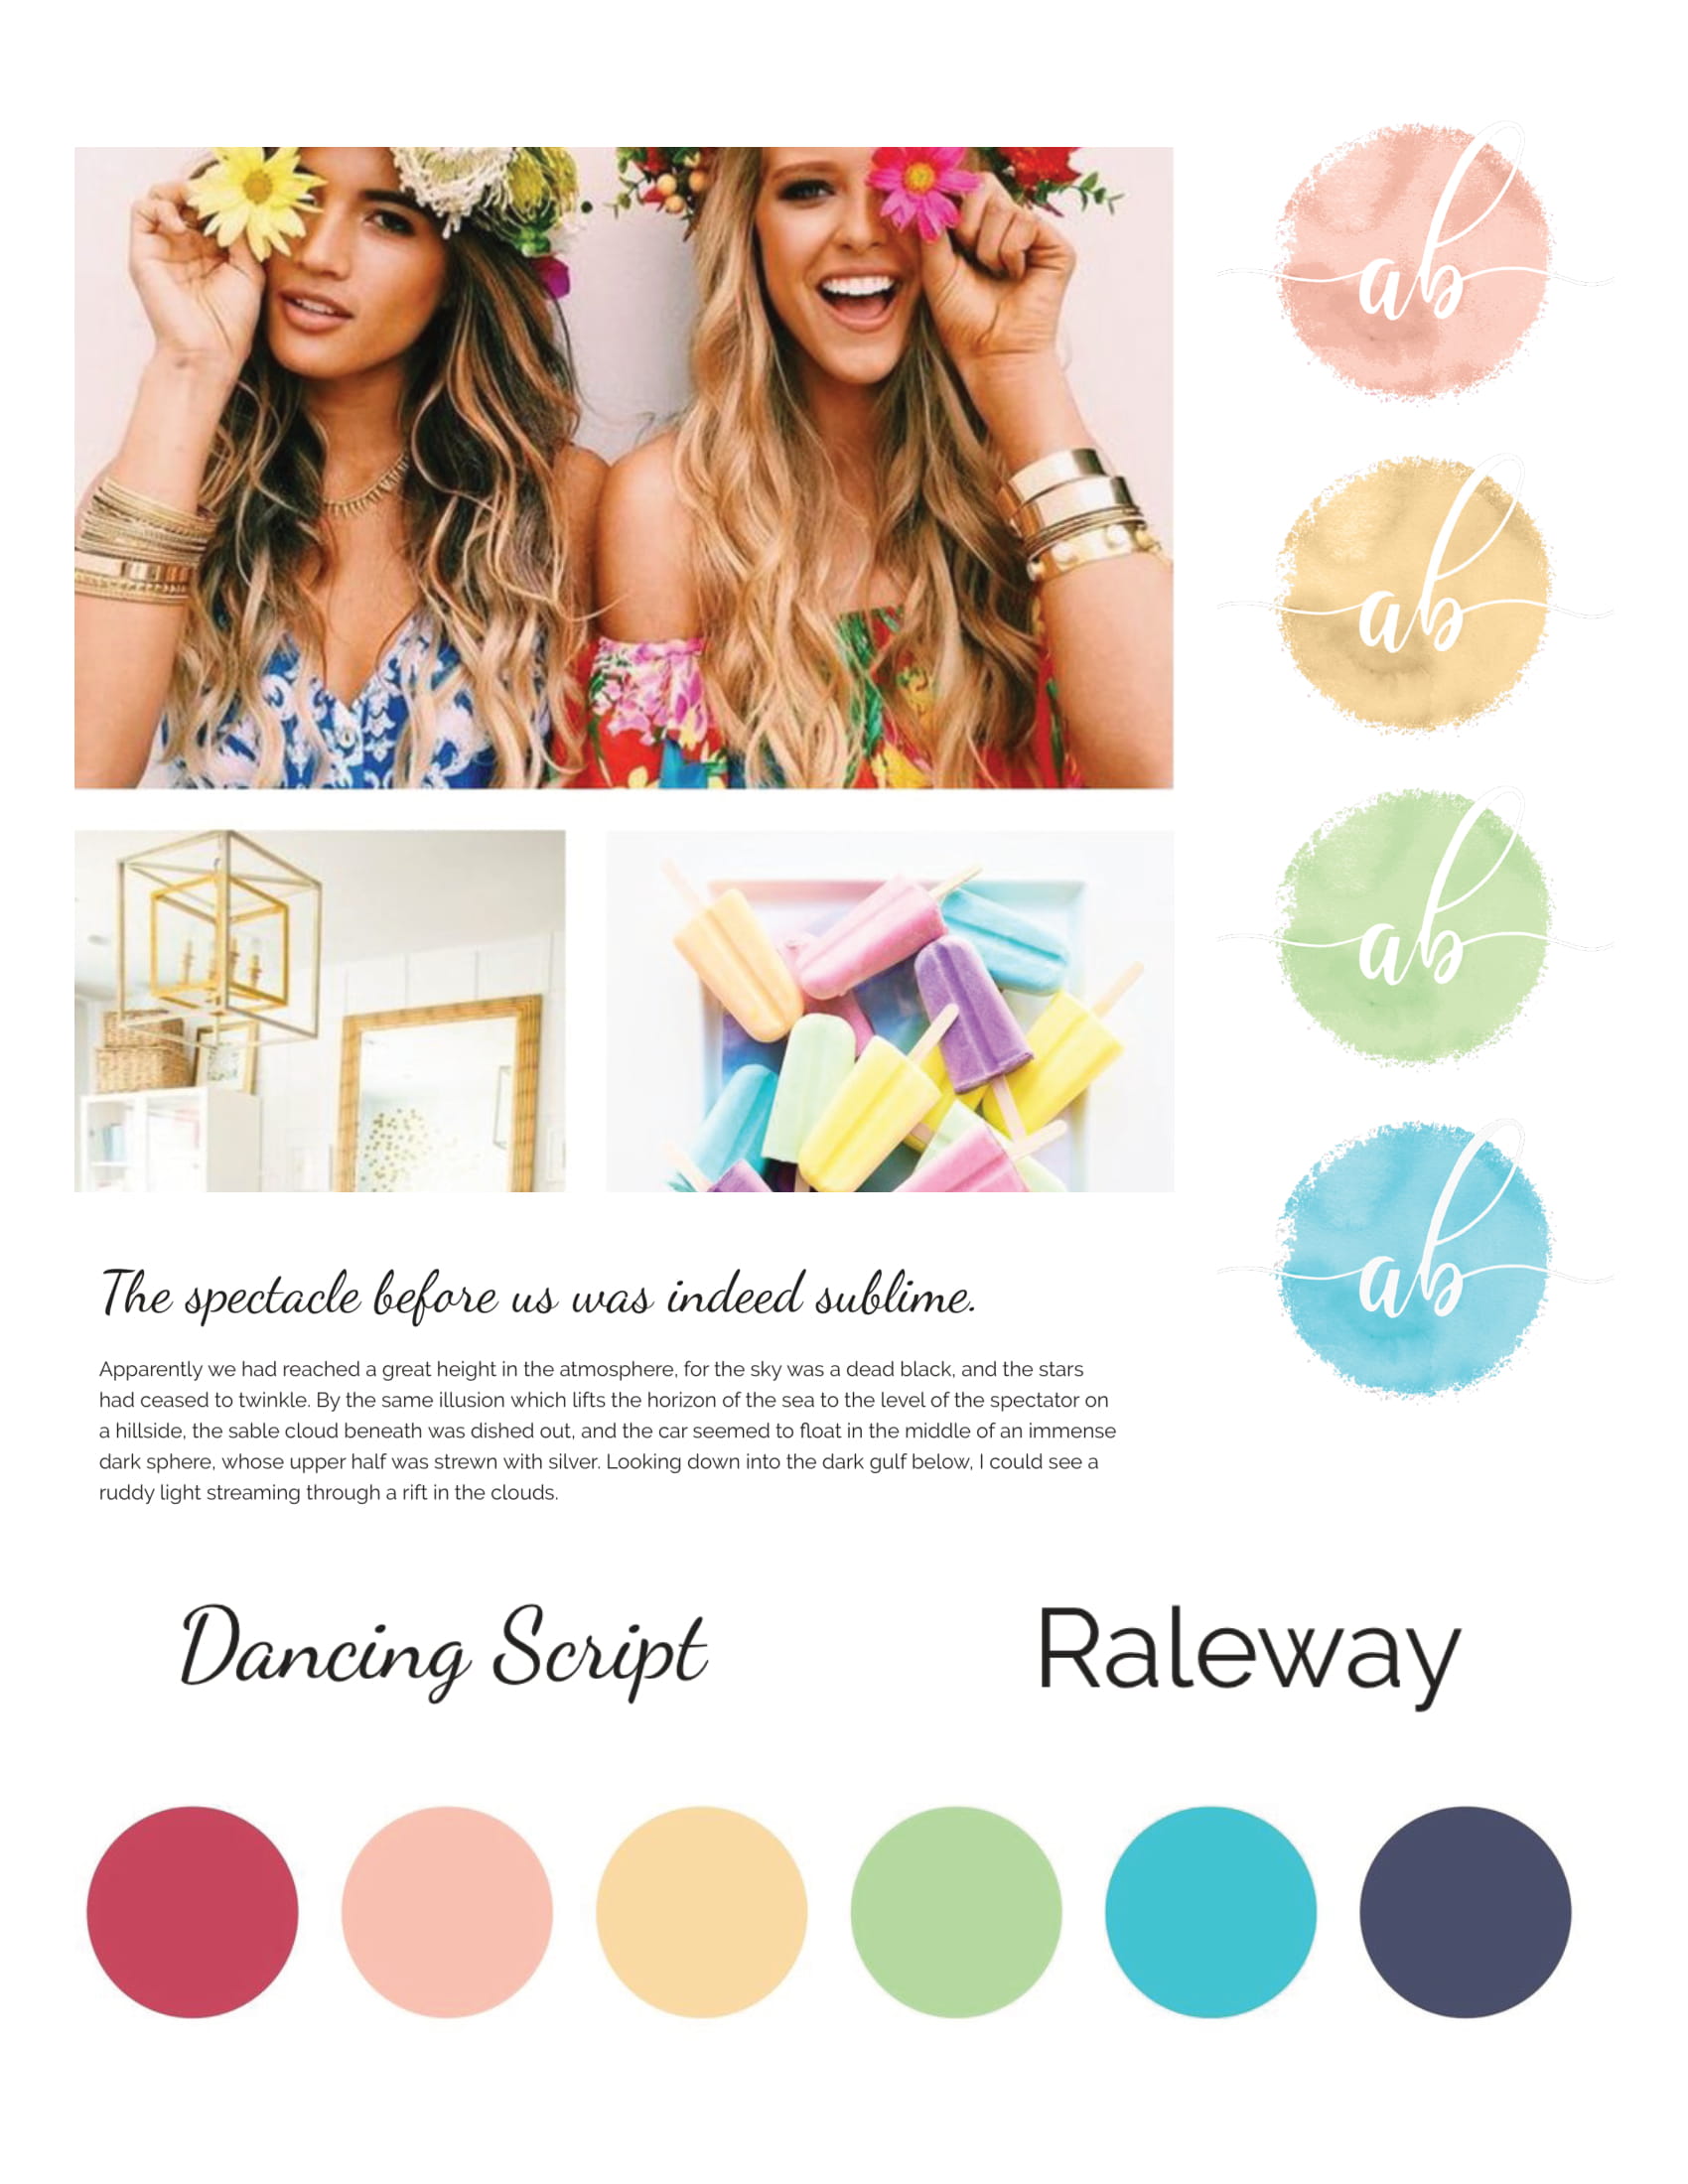 ab
ab
ab
ab
The spectacle before us was indeed sublime.
Apparently we had reached a great height in the atmosphere, for the sky was a dead black, and the stars
had ceased to twinkle. By the same illusion which lifts the horizon of the sea to the level of the spectator on
a hillside, the sable cloud beneath was dished out, and the car seemed to float in the middle of an immense
dark sphere, whose upper half was strewn with silver. Looking down into the dark gulf below, I could see a
ruddy light streaming through a rift in the clouds.
Dancing Script
Raleway